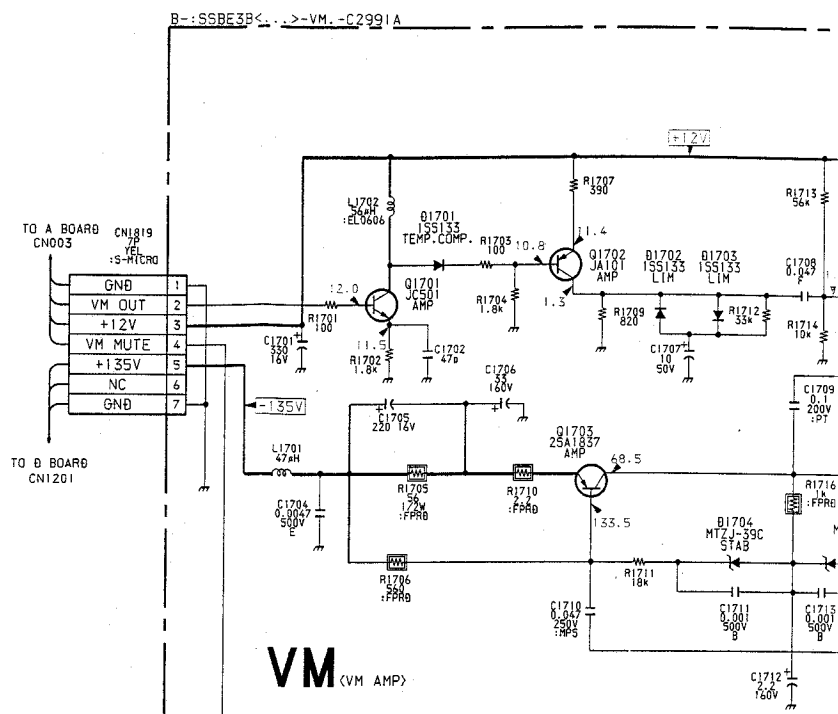 B-:SSBE3B<...>-VM.-C2991A
+12V
TO A BOARD
CN003
CN1819
7P
YEL
:S-MICRO
GND 1
VM OUT 2
+12V 3
VM MUTE 4
+135V 5
NC 6
GND 7
TO D BOARD
CN1201
-135V
R1701
100
12.0
C1701
330
16V
L1702
56μH
:EL0606
Q1701
JC501
AMP
11.5
R1702
1.8k
C1702
47p
D1701
1SS133
TEMP.COMP.
R1703
100
R1704
1.8k
10.8
R1707
390
11.4
Q1702
JA101
AMP
1.3
R1709
820
D1702
1SS133
LIM
D1703
1SS133
LIM
C1707
10
50V
R1712
33k
C1708
0.047
F
R1713
56k
R1714
10k
L1701
47μH
C1704
0.0047
500V
E
C1705
220 16V
C1706
33
160V
R1705
56
1/2W
:FPRD
R1710
2.2
:FPRD
R1706
560
:FPRD
Q1703
2SA1837
AMP
68.5
133.5
C1709
0.1
200V
:PT
R1716
1k
:FPRD
D1704
MTZJ-39C
STAB
R1711
18k
C1710
0.047
250V
:MPS
C1711
0.001
500V
B
C1713
0.001
500V
B
C1712
2.2
160V
VM (VM AMP)